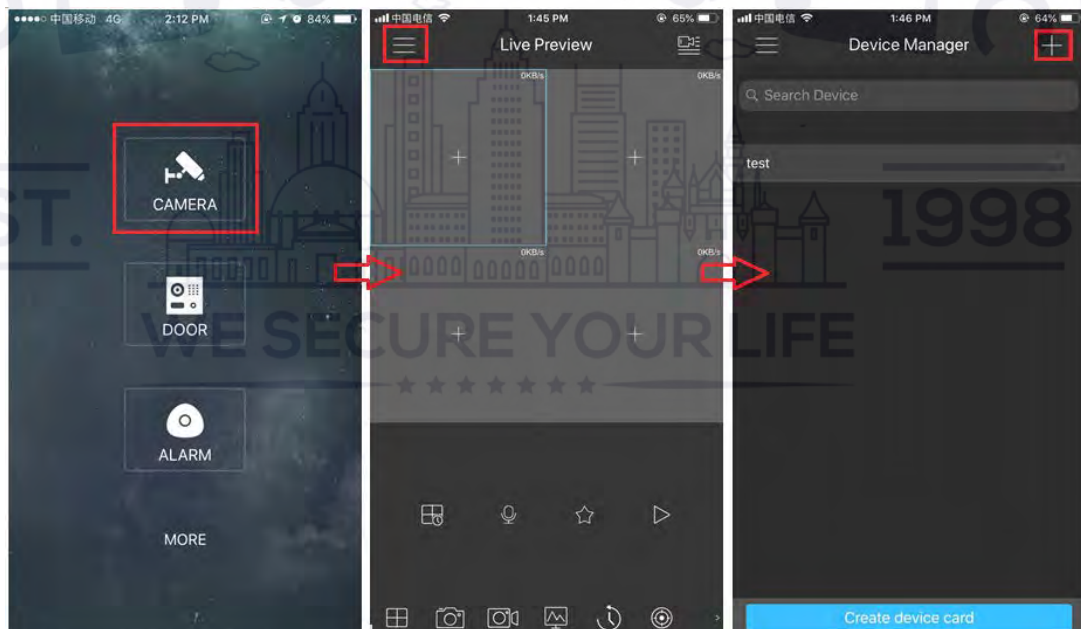 中国移动 4G 2:12 PM 84%
CAMERA
DOOR
ALARM
MORE
中国电信 1:45 PM 65%
Live Preview
0KB/s 0KB/s
0KB/s 0KB/s
中国电信 1:46 PM 64%
Device Manager
Search Device
test
Create device card
ST.
1998
WE SECURE YOUR LIFE